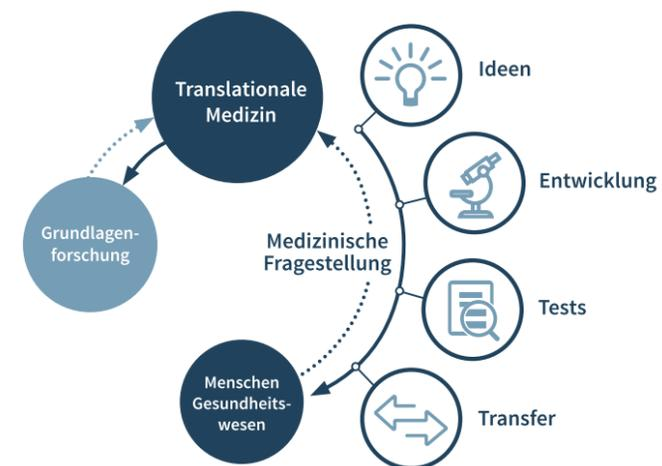 Translationale
Medizin
Ideen
Entwicklung
Grundlagen-
forschung
Medizinische
Fragestellung
Tests
Menschen
Gesundheits-
wesen
Transfer